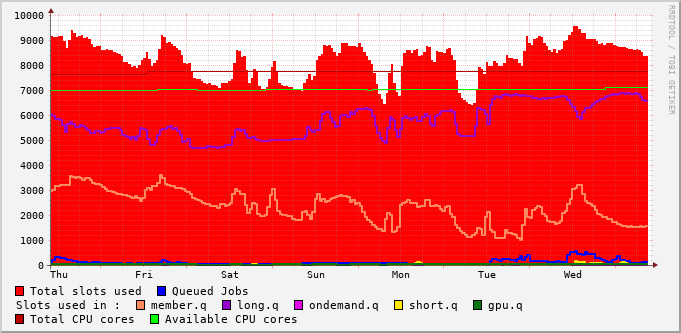 10000
9000
8000
7000
6000
5000
4000
3000
2000
1000
0
Thu Fri Sat Sun Mon Tue Wed
Total slots used Queued Jobs
Slots used in : member.q long.q ondemand.q short.q gpu.q
Total CPU cores Available CPU cores
RRDTOOL / TOBI OETIKER